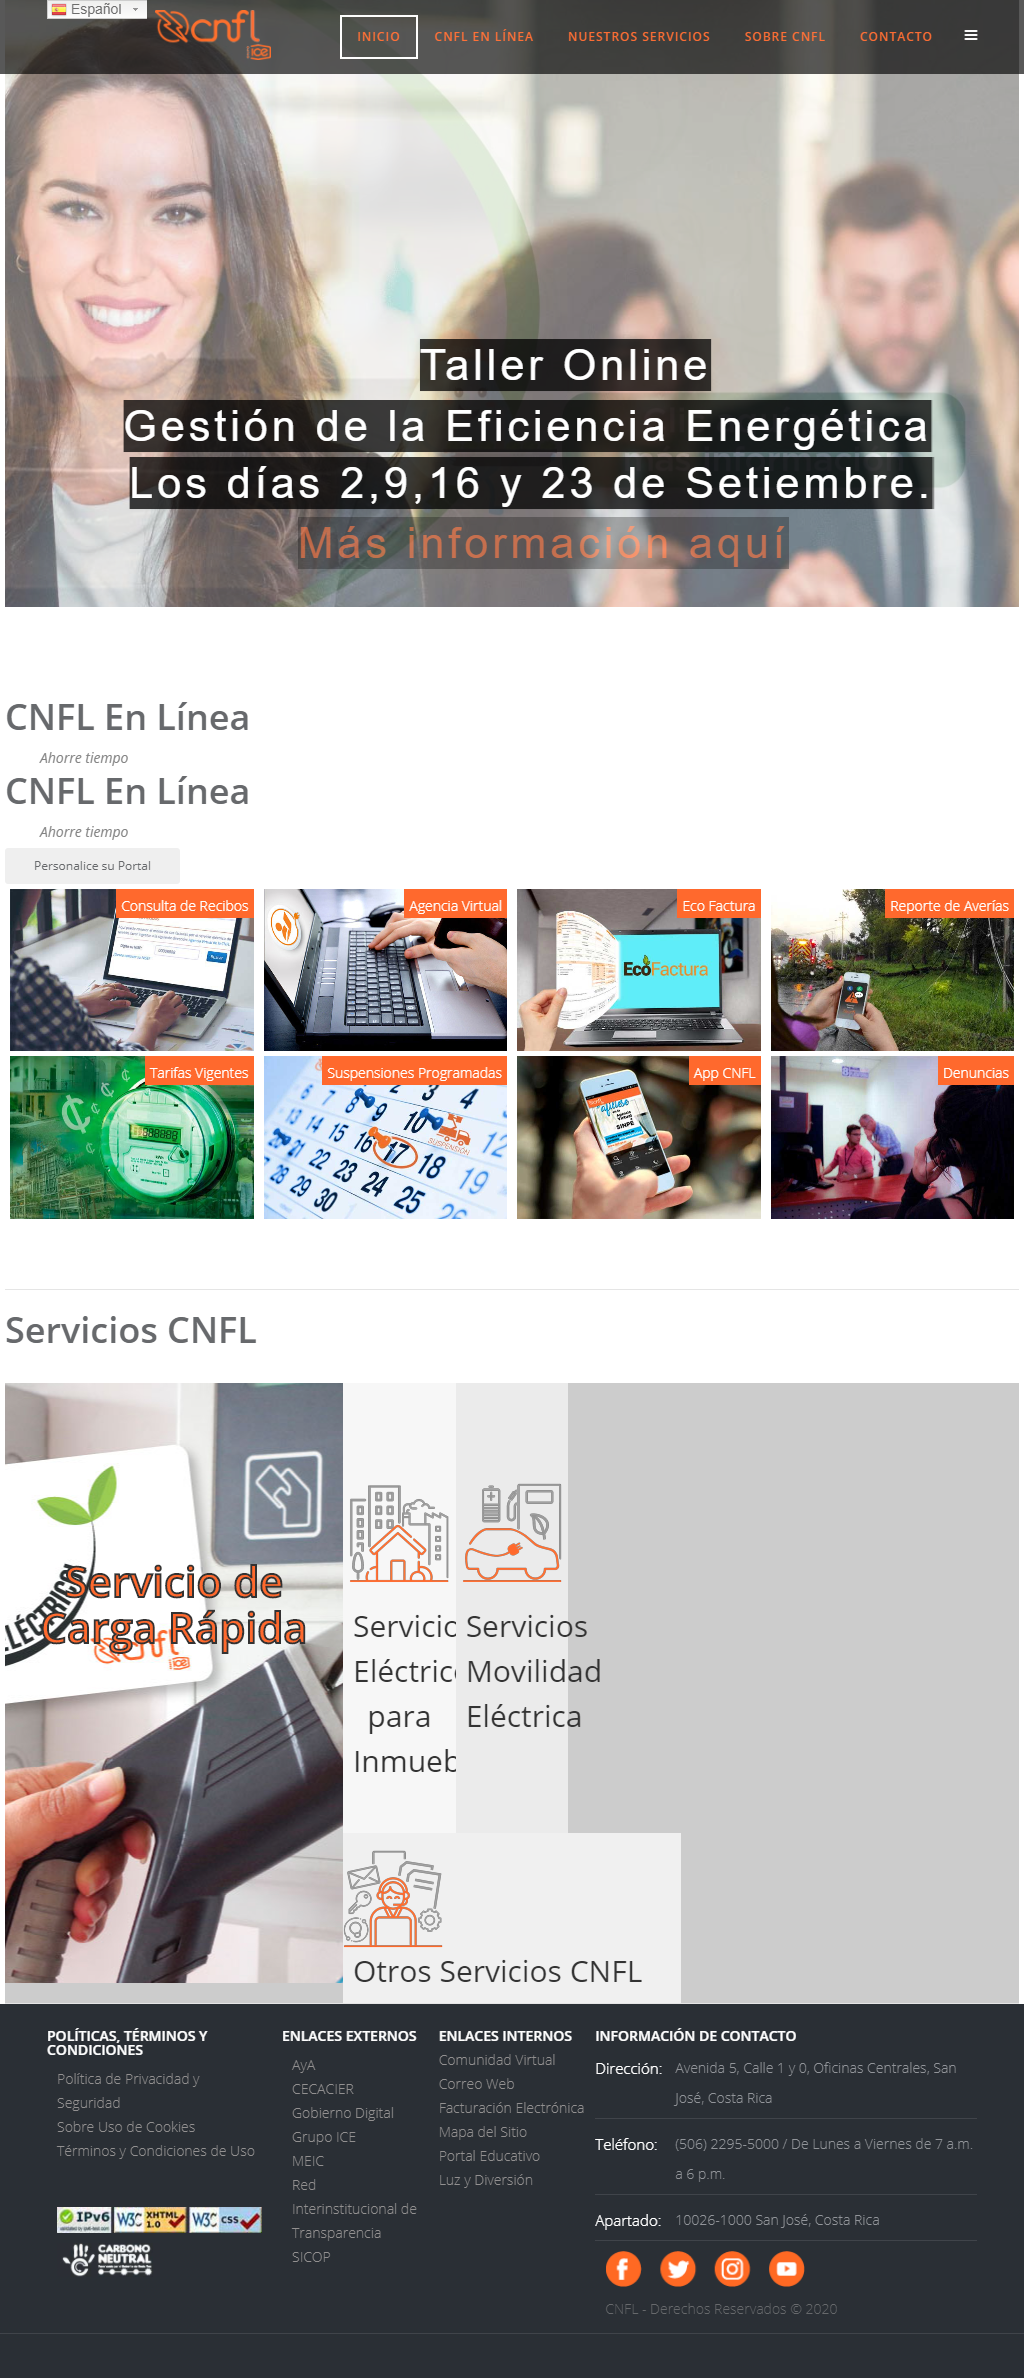 Español
cnfl
ice
INICIO
CNFL EN LÍNEA
NUESTROS SERVICIOS
SOBRE CNFL
CONTACTO
Taller Online
Gestión de la Eficiencia Energética
Los días 2,9,16 y 23 de Setiembre.
Más información aquí
CNFL En Línea
Ahorre tiempo
CNFL En Línea
Ahorre tiempo
Personalice su Portal
Consulta de Recibos
Agencia Virtual
Eco Factura
EcoFactura
Reporte de Averías
Tarifas Vigentes
Suspensiones Programadas
App CNFL
Denuncias
Servicios CNFL
Servicio de
Carga Rápida
cnfl
ice
Servicio
Eléctric
para
Inmueb
Servicios
Movilidad
Eléctrica
Otros Servicios CNFL
POLÍTICAS, TÉRMINOS Y
CONDICIONES
Política de Privacidad y
Seguridad
Sobre Uso de Cookies
Términos y Condiciones de Uso
IPv6
W3C XHTML 1.0
W3C css
CARBONO
NEUTRAL
ENLACES EXTERNOS
AyA
CECACIER
Gobierno Digital
Grupo ICE
MEIC
Red
Interinstitucional de
Transparencia
SICOP
ENLACES INTERNOS
Comunidad Virtual
Correo Web
Facturación Electrónica
Mapa del Sitio
Portal Educativo
Luz y Diversión
INFORMACIÓN DE CONTACTO
Dirección: Avenida 5, Calle 1 y 0, Oficinas Centrales, San
José, Costa Rica
Teléfono: (506) 2295-5000 / De Lunes a Viernes de 7 a.m.
a 6 p.m.
Apartado: 10026-1000 San José, Costa Rica
CNFL - Derechos Reservados © 2020